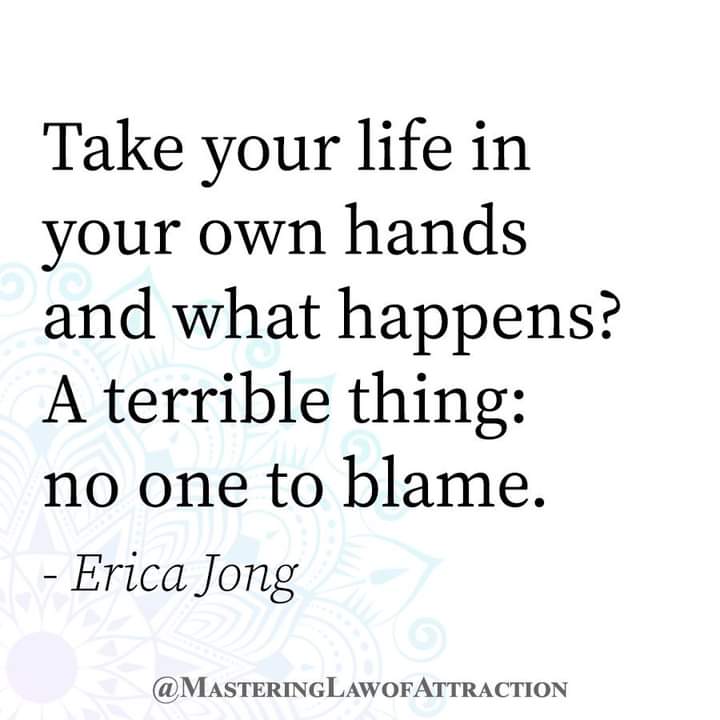 Take your life in
your own hands
and what happens?
A terrible thing:
no one to blame.
- Erica Jong
@MasteringLawofAttraction